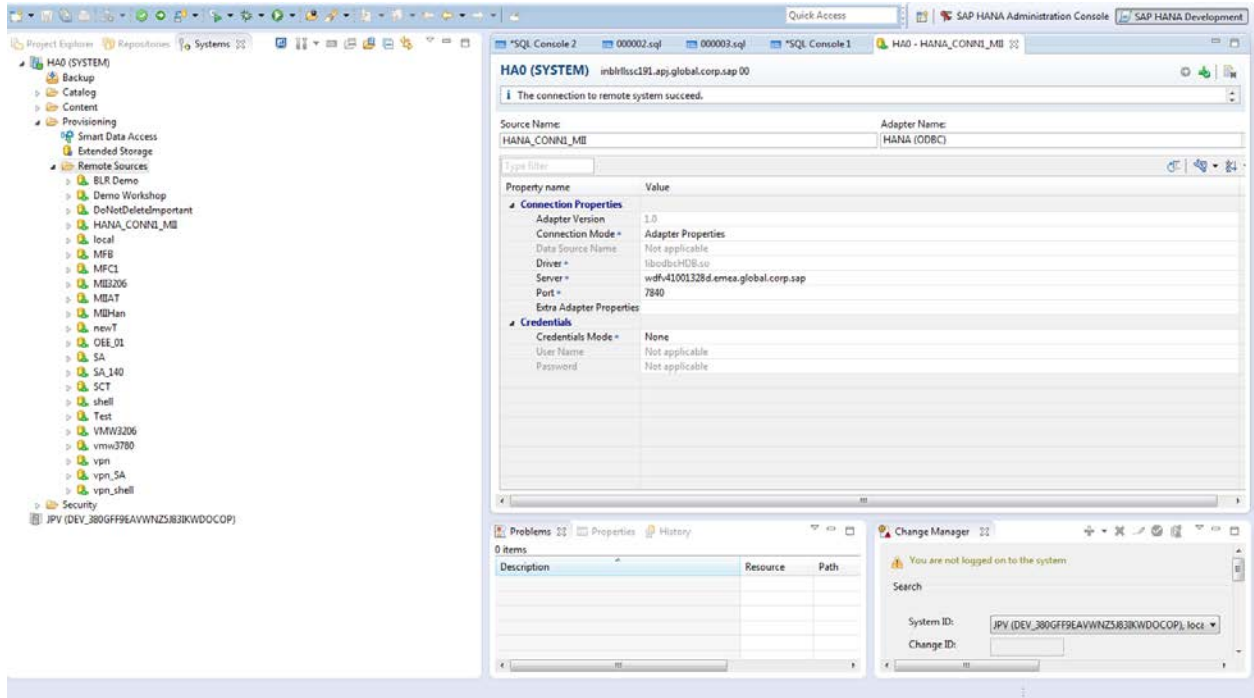 Quick Access
SAP HANA Administration Console
SAP HANA Development
Project Explorer
Repositories
Systems
HA0 (SYSTEM)
Backup
Catalog
Content
Provisioning
Smart Data Access
Extended Storage
Remote Sources
BLR Demo
Demo Workshop
DoNotDeleteImportant
HANA_CONN1_MII
local
MFB
MFC1
MII3206
MIIAT
MIIHan
newT
OEE_01
SA
SA_140
SCT
shell
Test
VMW3206
vmw3780
vpn
vpn_SA
vpn_shell
Security
*SQL Console 2
000002.sql
000003.sql
*SQL Console 1
HA0 - HANA_CONN1_MII
HA0 (SYSTEM) inblrllssc191.apj.global.corp.sap 00
The connection to remote system succeed.
Source Name:
HANA_CONN1_MII
Adapter Name:
HANA (ODBC)
Type filter
Property name Value
Connection Properties
Adapter Version 1.0
Connection Mode * Adapter Properties
Data Source Name Not applicable
Driver * libodbcHDB.so
Server * wdfv41001328d.emea.global.corp.sap
Port * 7840
Extra Adapter Properties
Credentials
Credentials Mode * None
User Name Not applicable
Password Not applicable
Problems
Properties
History
0 items
Description Resource Path
Change Manager
You are not logged on to the system
Search
System ID:
Change ID: